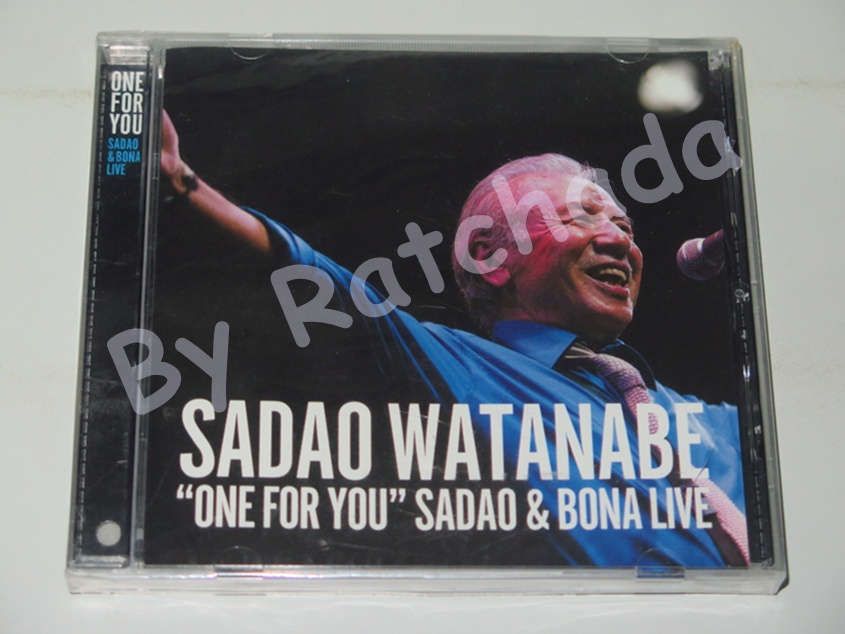 ONE
FOR
YOU
SADAO
& BONA
LIVE
By Ratchada
SADAO WATANABE
“ONE FOR YOU” SADAO & BONA LIVE